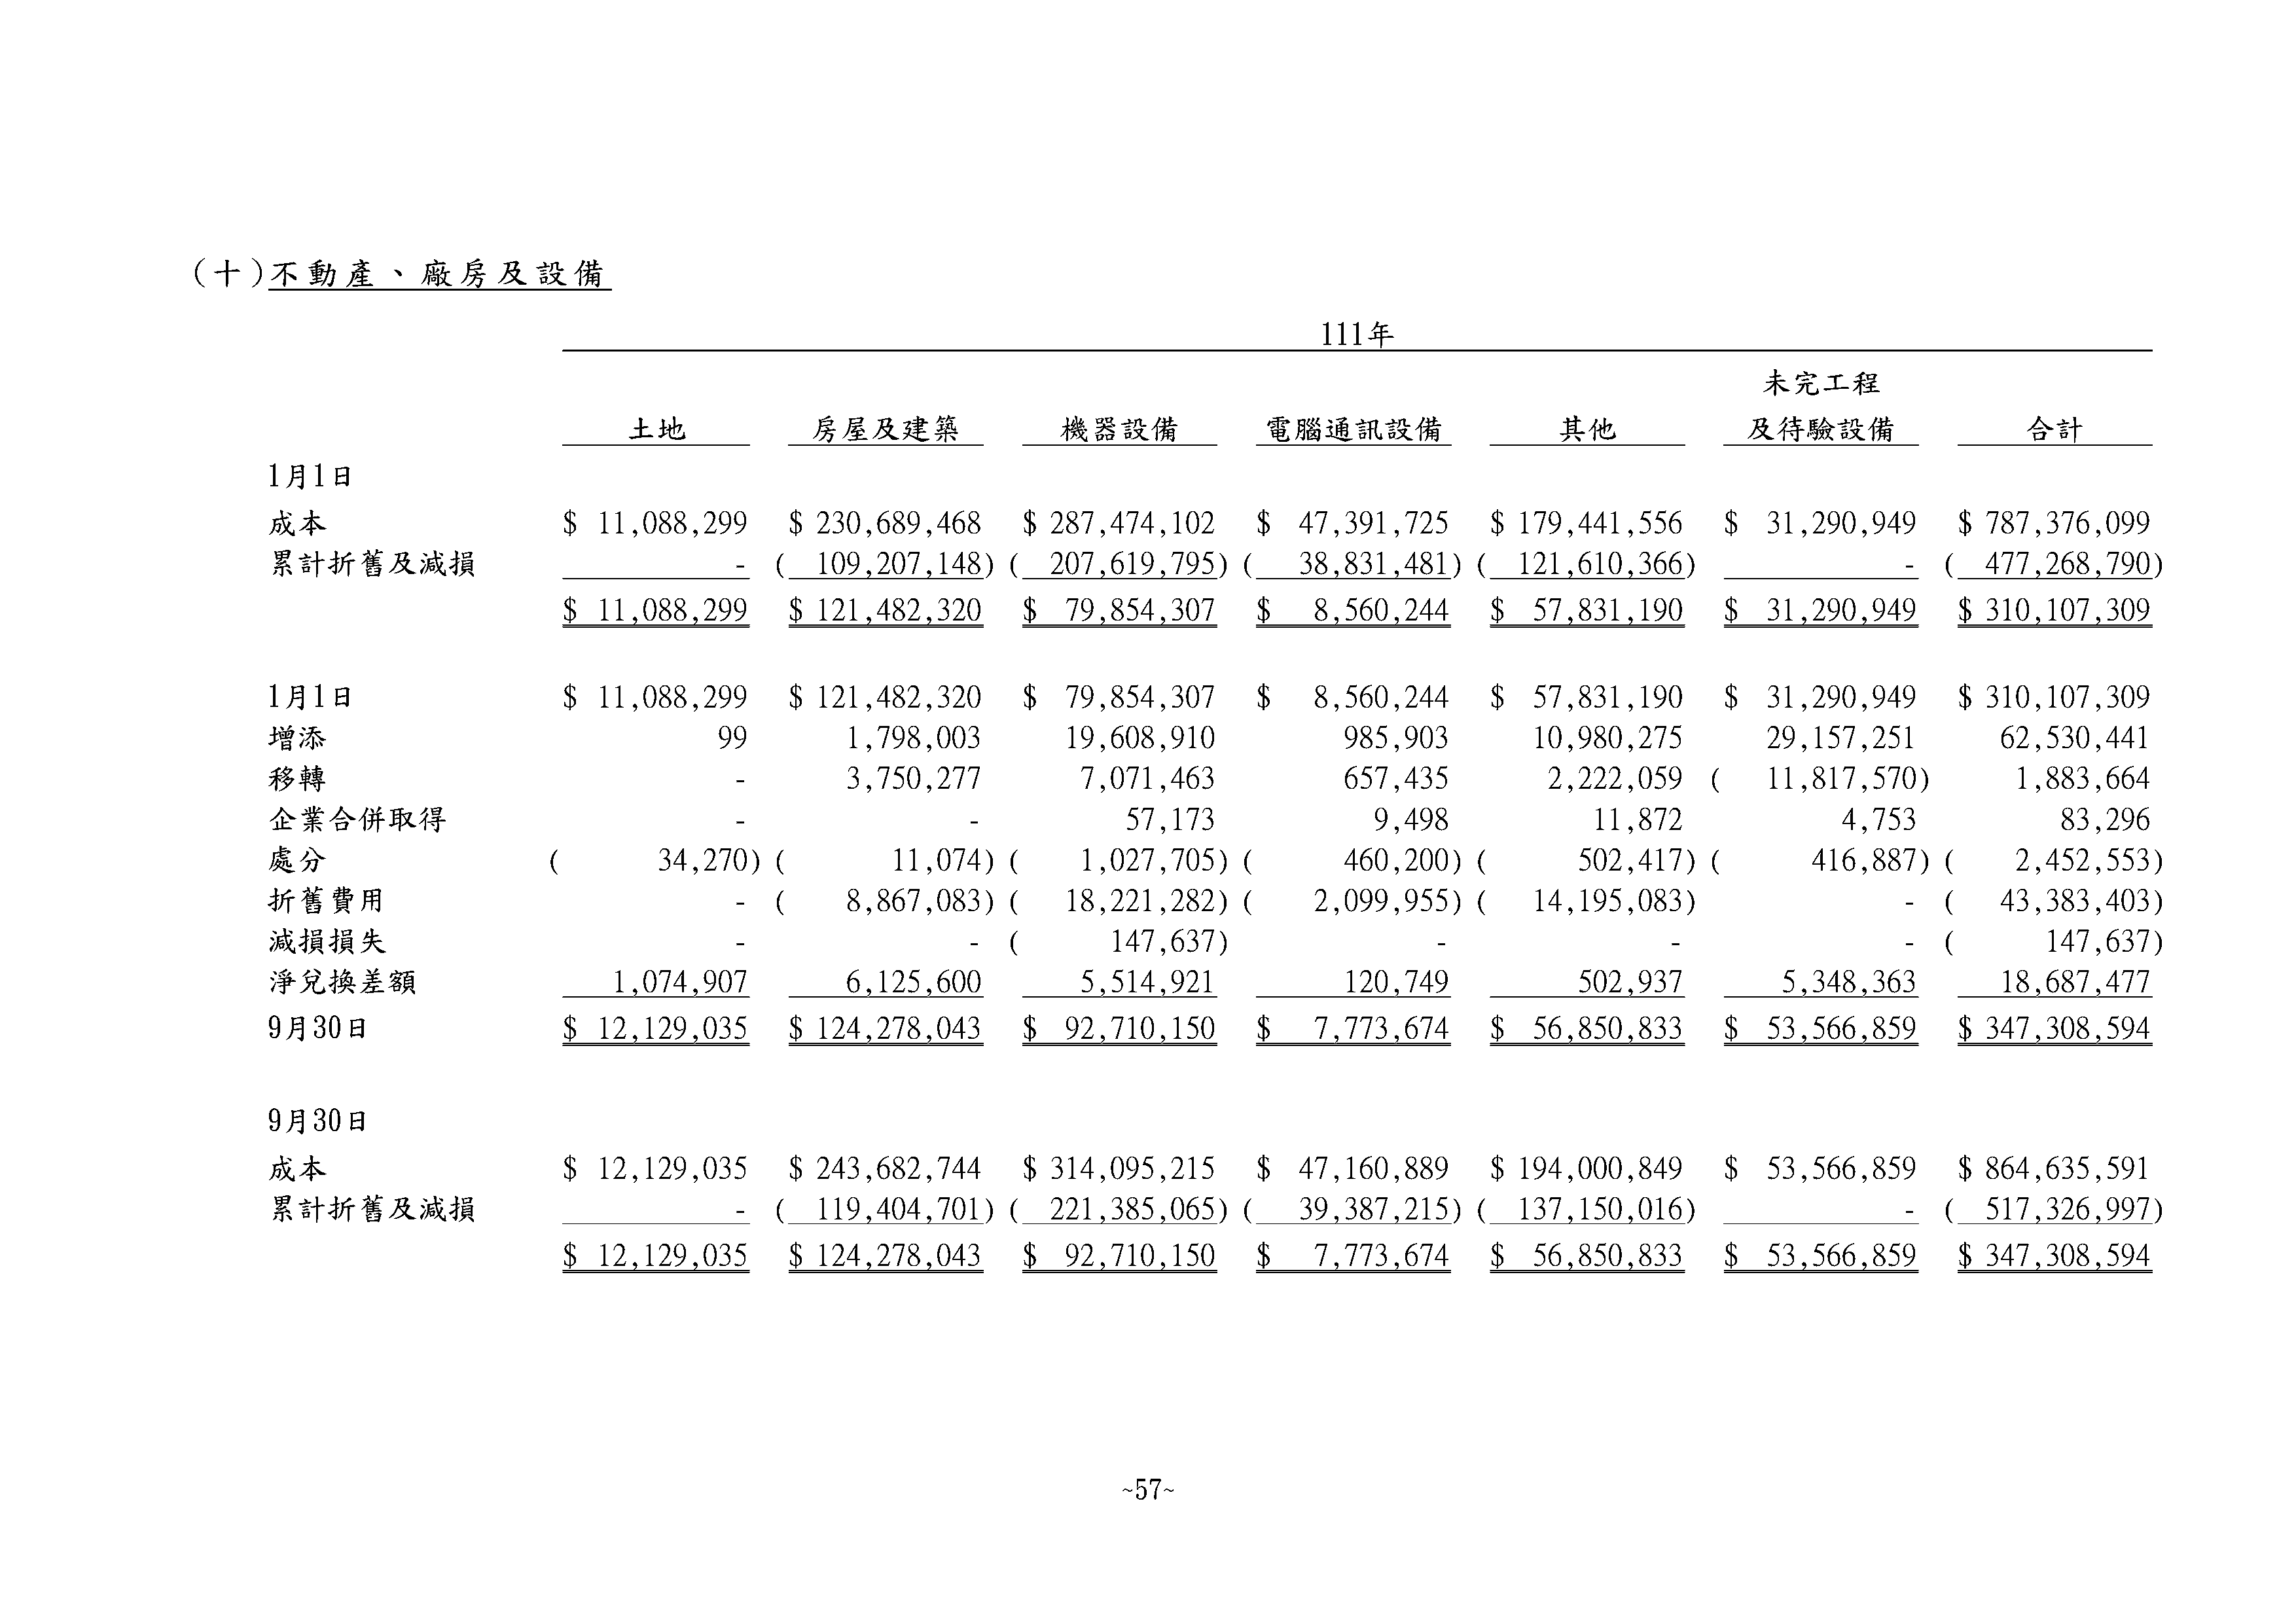 (十)不動產、廠房及設備
111年
未完工程
土地 房屋及建築 機器設備 電腦通訊設備 其他 及待驗設備 合計
1月1日
成本 $ 11,088,299 $ 230,689,468 $ 287,474,102 $ 47,391,725 $ 179,441,556 $ 31,290,949 $ 787,376,099
累計折舊及減損 - ( 109,207,148) ( 207,619,795) ( 38,831,481) ( 121,610,366) - ( 477,268,790)
$ 11,088,299 $ 121,482,320 $ 79,854,307 $ 8,560,244 $ 57,831,190 $ 31,290,949 $ 310,107,309
1月1日 $ 11,088,299 $ 121,482,320 $ 79,854,307 $ 8,560,244 $ 57,831,190 $ 31,290,949 $ 310,107,309
增添 99 1,798,003 19,608,910 985,903 10,980,275 29,157,251 62,530,441
移轉 - 3,750,277 7,071,463 657,435 2,222,059 ( 11,817,570) 1,883,664
企業合併取得 - - 57,173 9,498 11,872 4,753 83,296
處分 ( 34,270) ( 11,074) ( 1,027,705) ( 460,200) ( 502,417) ( 416,887) ( 2,452,553)
折舊費用 - ( 8,867,083) ( 18,221,282) ( 2,099,955) ( 14,195,083) - ( 43,383,403)
減損損失 - - ( 147,637) - - - ( 147,637)
淨兌換差額 1,074,907 6,125,600 5,514,921 120,749 502,937 5,348,363 18,687,477
9月30日 $ 12,129,035 $ 124,278,043 $ 92,710,150 $ 7,773,674 $ 56,850,833 $ 53,566,859 $ 347,308,594
9月30日
成本 $ 12,129,035 $ 243,682,744 $ 314,095,215 $ 47,160,889 $ 194,000,849 $ 53,566,859 $ 864,635,591
累計折舊及減損 - ( 119,404,701) ( 221,385,065) ( 39,387,215) ( 137,150,016) - ( 517,326,997)
$ 12,129,035 $ 124,278,043 $ 92,710,150 $ 7,773,674 $ 56,850,833 $ 53,566,859 $ 347,308,594
~57~